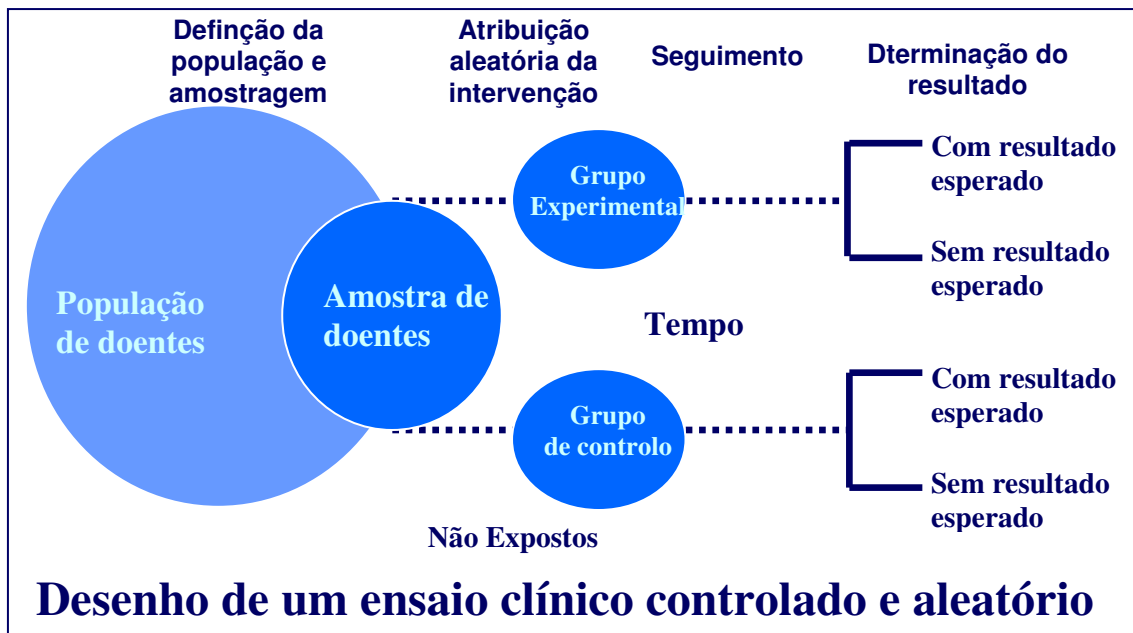 Definção da
população e
amostragem
Atribuição
aleatória da
intervenção
Seguimento
Dterminação do
resultado
População
de doentes
Amostra de
doentes
Grupo
Experimental
Tempo
Grupo
de controlo
Não Expostos
Com resultado
esperado
Sem resultado
esperado
Com resultado
esperado
Sem resultado
esperado
Desenho de um ensaio clínico controlado e aleatório